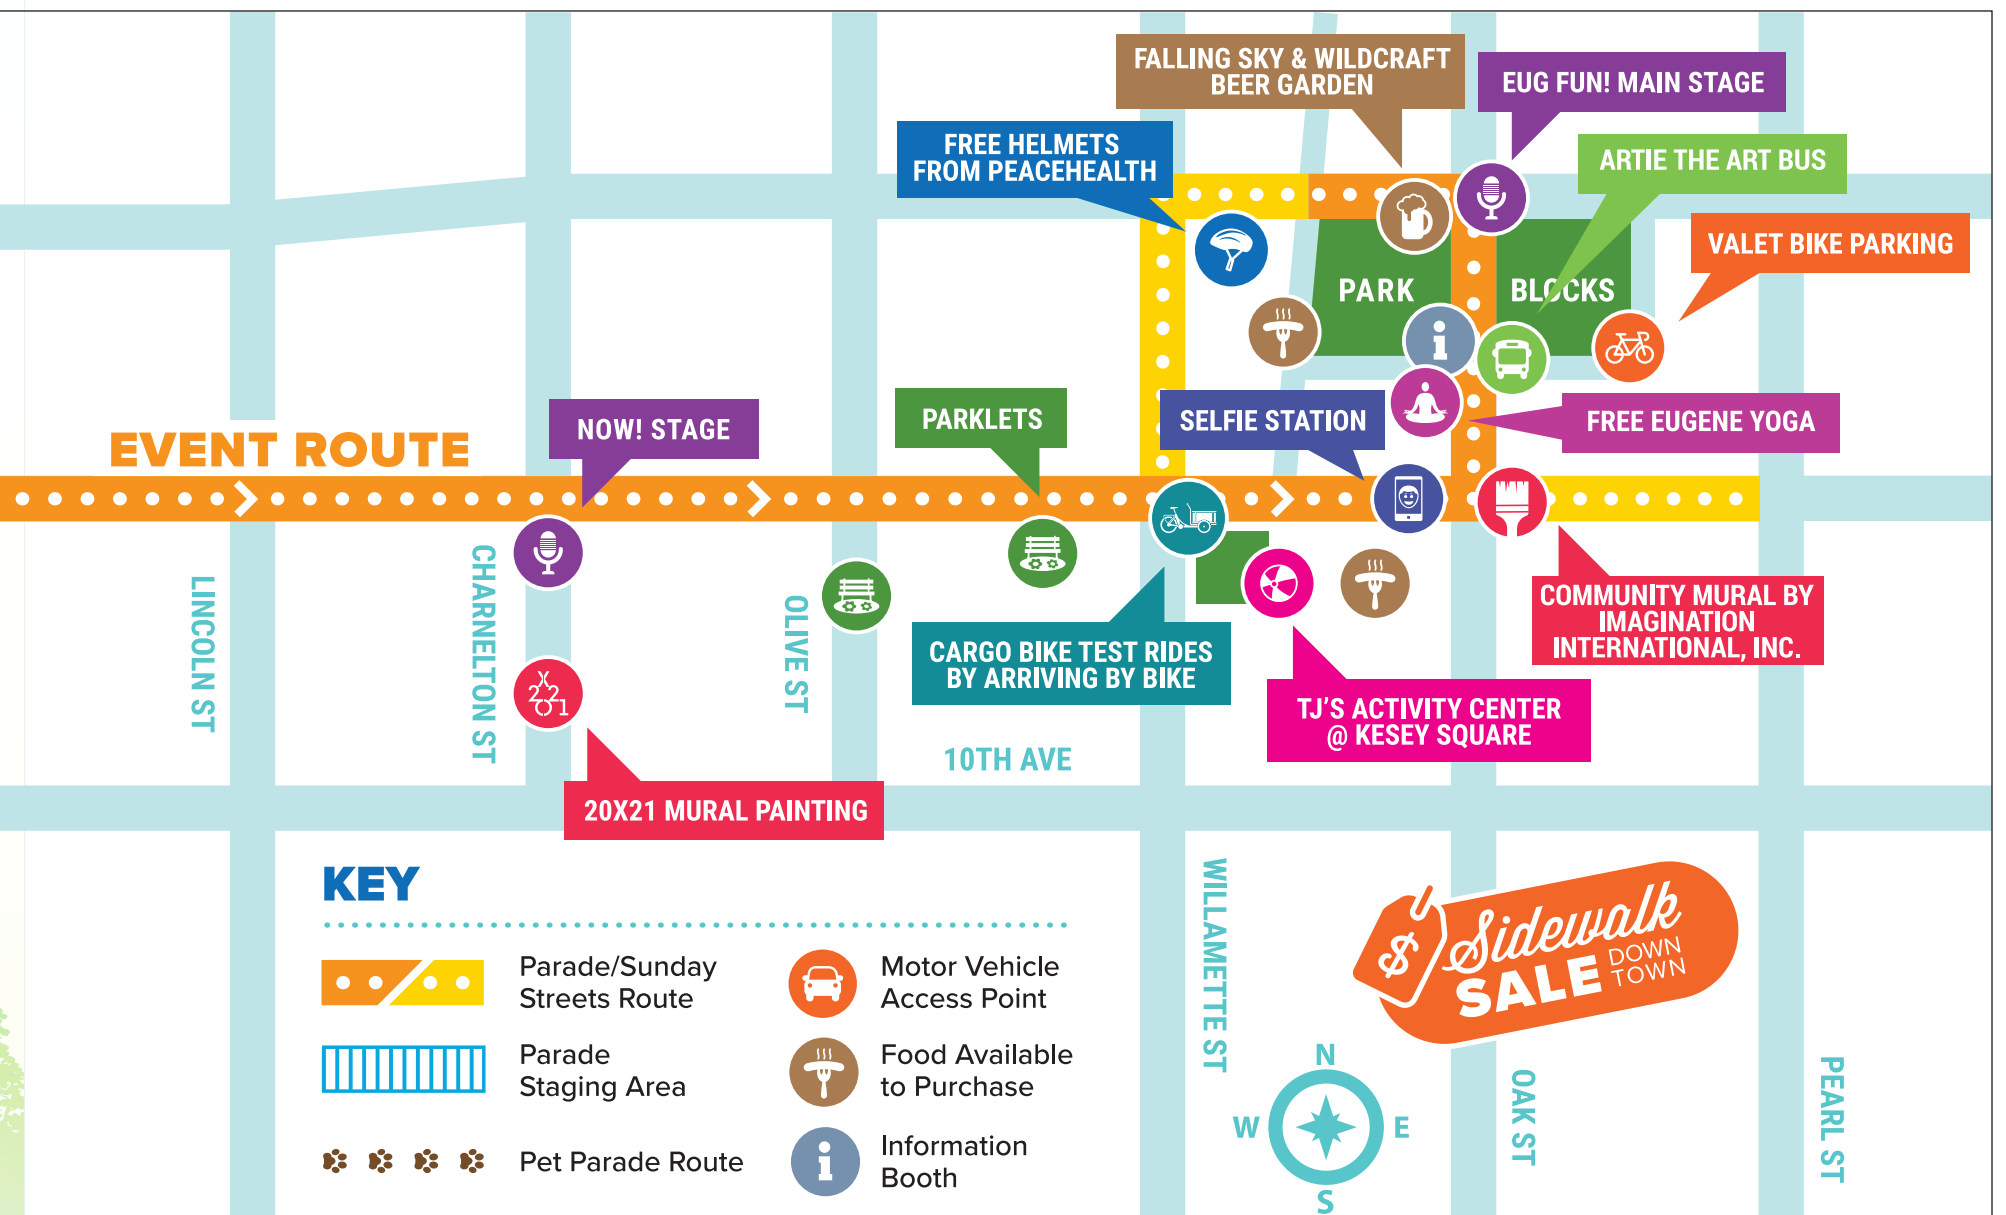 FALLING SKY & WILDCRAFT
BEER GARDEN
EUG FUN! MAIN STAGE
FREE HELMETS
FROM PEACEHEALTH
ARTIE THE ART BUS
VALET BIKE PARKING
PARK
BLOCKS
i
NOW! STAGE
PARKLETS
SELFIE STATION
FREE EUGENE YOGA
EVENT ROUTE
LINCOLN ST
CHARNELTON ST
OLIVE ST
CARGO BIKE TEST RIDES
BY ARRIVING BY BIKE
COMMUNITY MURAL BY
IMAGINATION
INTERNATIONAL, INC.
X
22
01
TJ'S ACTIVITY CENTER
@ KESEY SQUARE
10TH AVE
20X21 MURAL PAINTING
KEY
Parade/Sunday
Streets Route
Motor Vehicle
Access Point
Parade
Staging Area
Food Available
to Purchase
Pet Parade Route
i
Information
Booth
WILLAMETTE ST
$
Sidewalk
SALE
DOWN
TOWN
N
W
E
S
OAK ST
PEARL ST